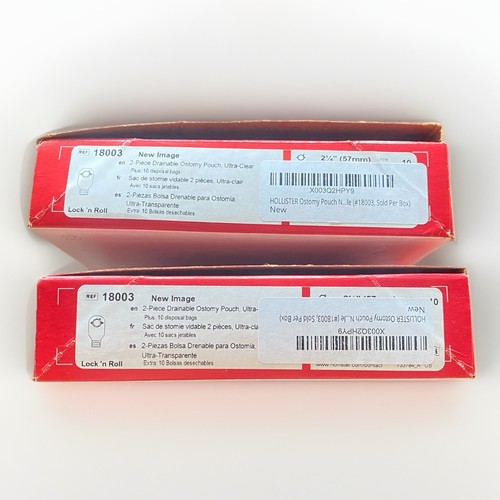 REF 18003 New Image
en 2-Piece Drainable Ostomy Pouch, Ultra-Clear
Plus: 10 disposal bags
fr Sac de stomie vidable 2 pièces, Ultra-clair
Avec 10 sacs jetables
es 2-Piezas Bolsa Drenable para Ostomía,
Ultra-Transparente
Extra: 10 Bolsas desechables
Lock 'n Roll
2¼" (57mm) 10
X003Q2HPY9
HOLLISTER Ostomy Pouch N...le (#18003, Sold Per Box)
New
REF 18003 New Image
en 2-Piece Drainable Ostomy Pouch, Ultra-
Plus: 10 disposal bags
fr Sac de stomie vidable 2 pièces, Ultra-cla
Avec 10 sacs jetables
es 2-Piezas Bolsa Drenable para Ostomía,
Ultra-Transparente
Extra: 10 Bolsas desechables
Lock 'n Roll
New
HOLLISTER Ostomy Pouch N...le (#18003, Sold Per Box)
X003Q2HPY9